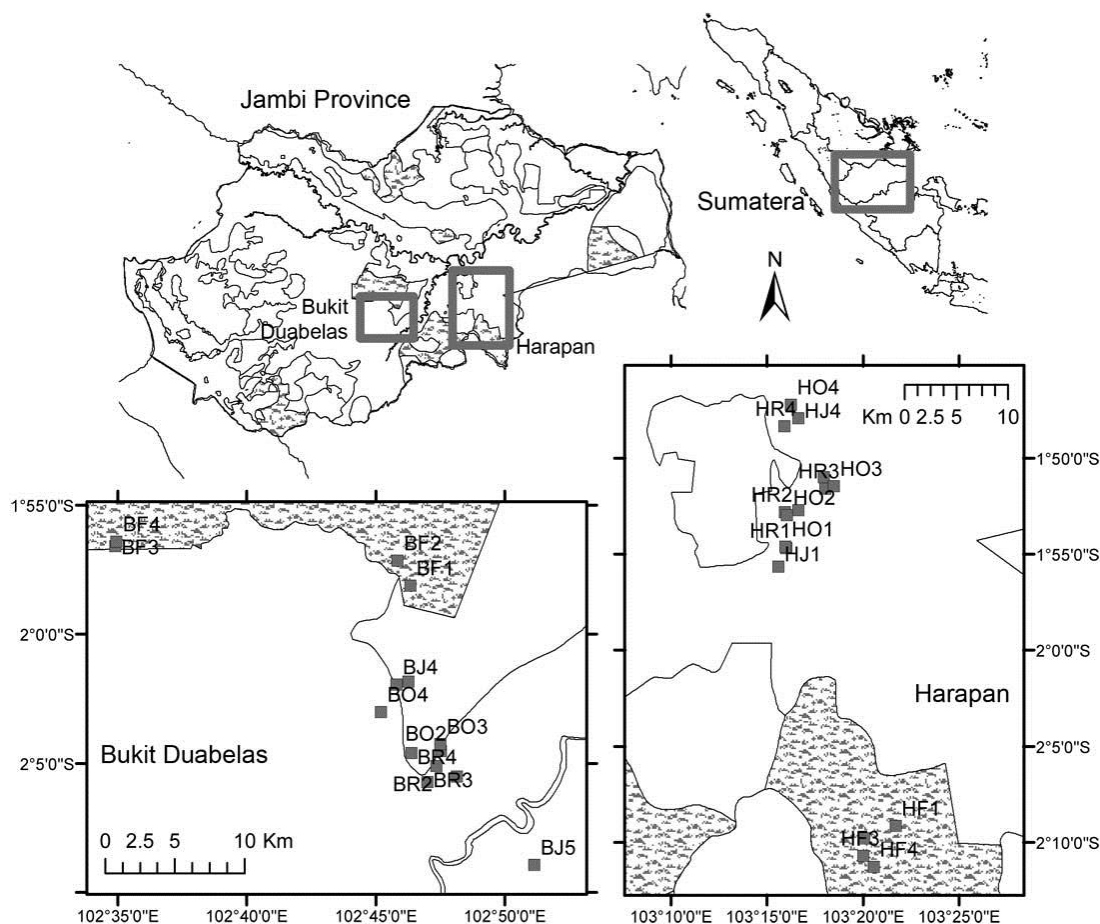 Jambi Province
Sumatera
N
Bukit
Duabelas
Harapan
1°55'0"S
BF4
BF3
BF2
BF1
2°0'0"S
BJ4
BO4
BO3
BO2
BR4
2°5'0"S
Bukit Duabelas
BR2
BR3
BJ5
0 2.5 5 10 Km
102°35'0"E
102°40'0"E
102°45'0"E
102°50'0"E
HO4
HR4
HJ4
Km 0 2.5 5 10
1°50'0"S
HR3
HO3
HR2
HO2
HR1
HO1
HJ1
1°55'0"S
2°0'0"S
Harapan
2°5'0"S
HF1
HF3
HF4
2°10'0"S
103°10'0"E
103°15'0"E
103°20'0"E
103°25'0"E